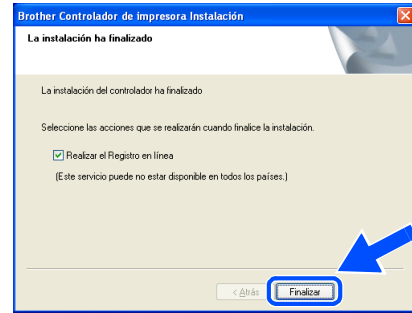 Brother Controlador de impresora Instalación
La instalación ha finalizado
La instalación del controlador ha finalizado
Seleccione las acciones que se realizarán cuando finalice la instalación.
Realizar el Registro en línea
(Este servicio puede no estar disponible en todos los países.)
< Atrás Finalizar